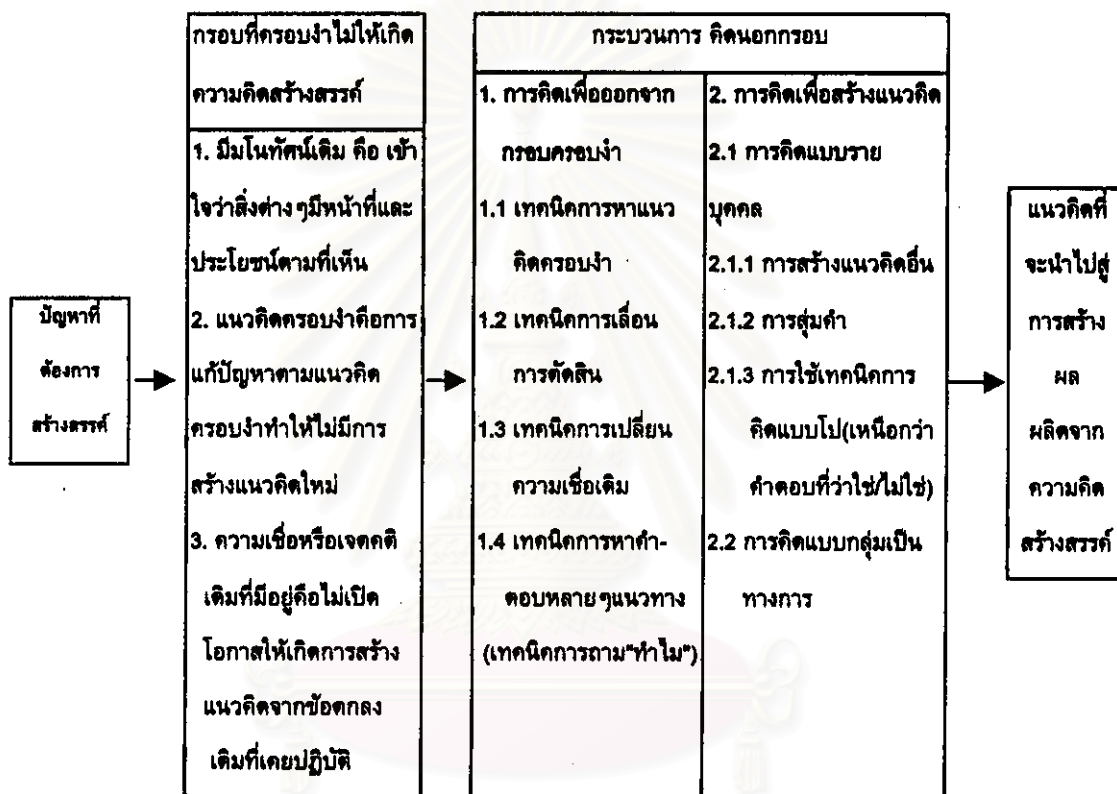 ปัญหาที่
ต้องการ
สร้างสรรค์
กรอบที่ครอบงำไม่ให้เกิด
ความคิดสร้างสรรค์
1. มีมโนทัศน์เดิม คือ เข้า
ใจว่าสิ่งต่าง ๆมีหน้าที่และ
ประโยชน์ตามที่เห็น
2. แนวคิดครอบงำคือการ
แก้ปัญหาตามแนวคิด
ครอบงำทำให้ไม่มีการ
สร้างแนวคิดใหม่
3. ความเชื่อหรือเจตคติ
เดิมที่มีอยู่คือไม่เปิด
โอกาสให้เกิดการสร้าง
แนวคิดจากข้อตกลง
เดิมที่เคยปฏิบัติ
กระบวนการ คิดนอกกรอบ
1. การคิดเพื่อออกจาก
กรอบครอบงำ
1.1 เทคนิคการหาแนว
คิดครอบงำ
1.2 เทคนิคการเลื่อน
การตัดสิน
1.3 เทคนิคการเปลี่ยน
ความเชื่อเดิม
1.4 เทคนิคการหาคำ-
ตอบหลาย ๆแนวทาง
(เทคนิคการถาม"ทำไม")
2. การคิดเพื่อสร้างแนวคิด
2.1 การคิดแบบราย
บุคคล
2.1.1 การสร้างแนวคิดอื่น
2.1.2 การสุ่มคำ
2.1.3 การใช้เทคนิคการ
คิดแบบโป(เหนือกว่า
คำตอบที่ว่าใช่/ไม่ใช่)
2.2 การคิดแบบกลุ่มเป็น
ทางการ
แนวคิดที่
จะนำไปสู่
การสร้าง
ผล
ผลิตจาก
ความคิด
สร้างสรรค์